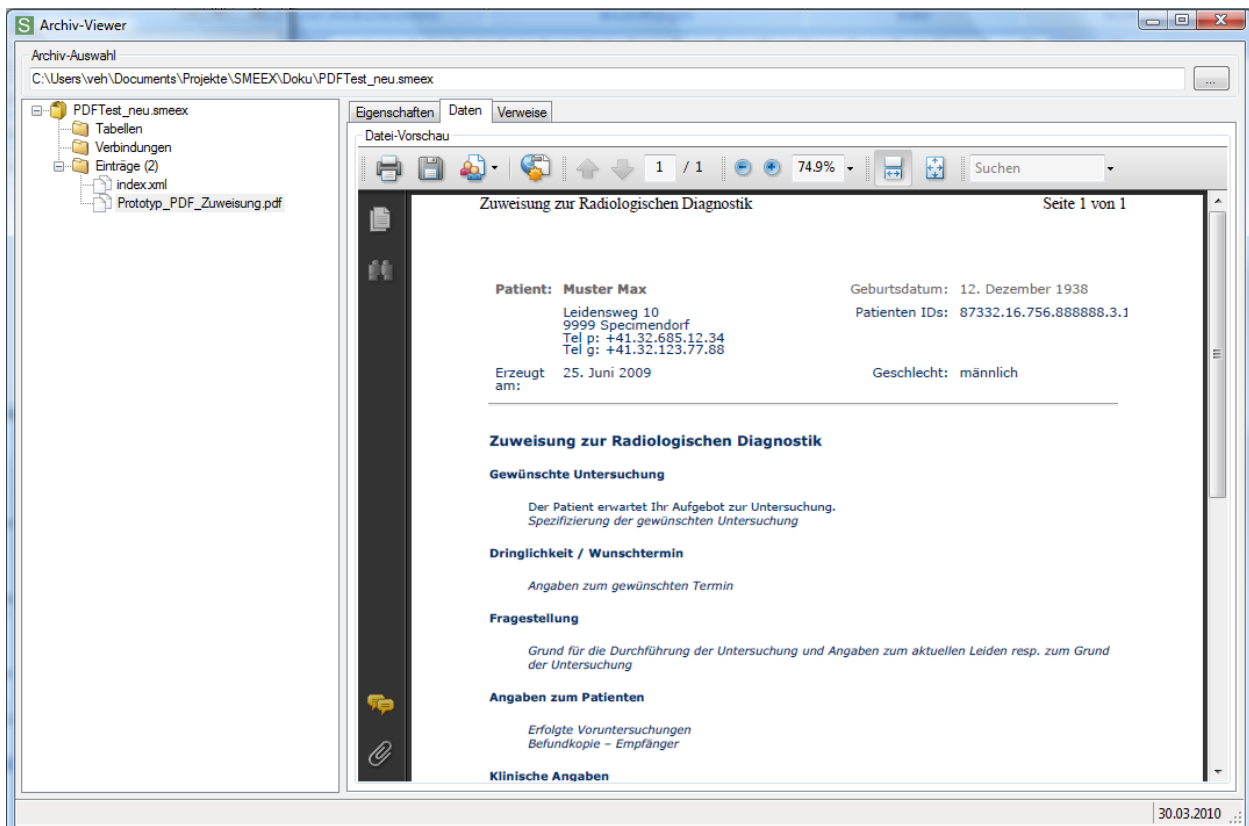 Archiv-Viewer
Archiv-Auswahl
C:\Users\veh\Documents\Projekte\SMEEX\Doku\PDFTest_neu.smeex
...
PDFTest_neu.smeex
Tabellen
Verbindungen
Einträge (2)
index.xml
Prototyp_PDF_Zuweisung.pdf
Eigenschaften Daten Verweise
Datei-Vorschau
1 / 1 74.9% Suchen
Zuweisung zur Radiologischen Diagnostik Seite 1 von 1
Patient: Muster Max Geburtsdatum: 12. Dezember 1938
Leidensweg 10 Patienten IDs: 87332.16.756.888888.3.1
9999 Specimendorf
Tel p: +41.32.685.12.34
Tel g: +41.32.123.77.88
Erzeugt 25. Juni 2009 Geschlecht: männlich
am:
Zuweisung zur Radiologischen Diagnostik
Gewünschte Untersuchung
Der Patient erwartet Ihr Aufgebot zur Untersuchung.
Spezifizierung der gewünschten Untersuchung
Dringlichkeit / Wunschtermin
Angaben zum gewünschten Termin
Fragestellung
Grund für die Durchführung der Untersuchung und Angaben zum aktuellen Leiden resp. zum Grund
der Untersuchung
Angaben zum Patienten
Erfolgte Voruntersuchungen
Befundkopie – Empfänger
Klinische Angaben
30.03.2010